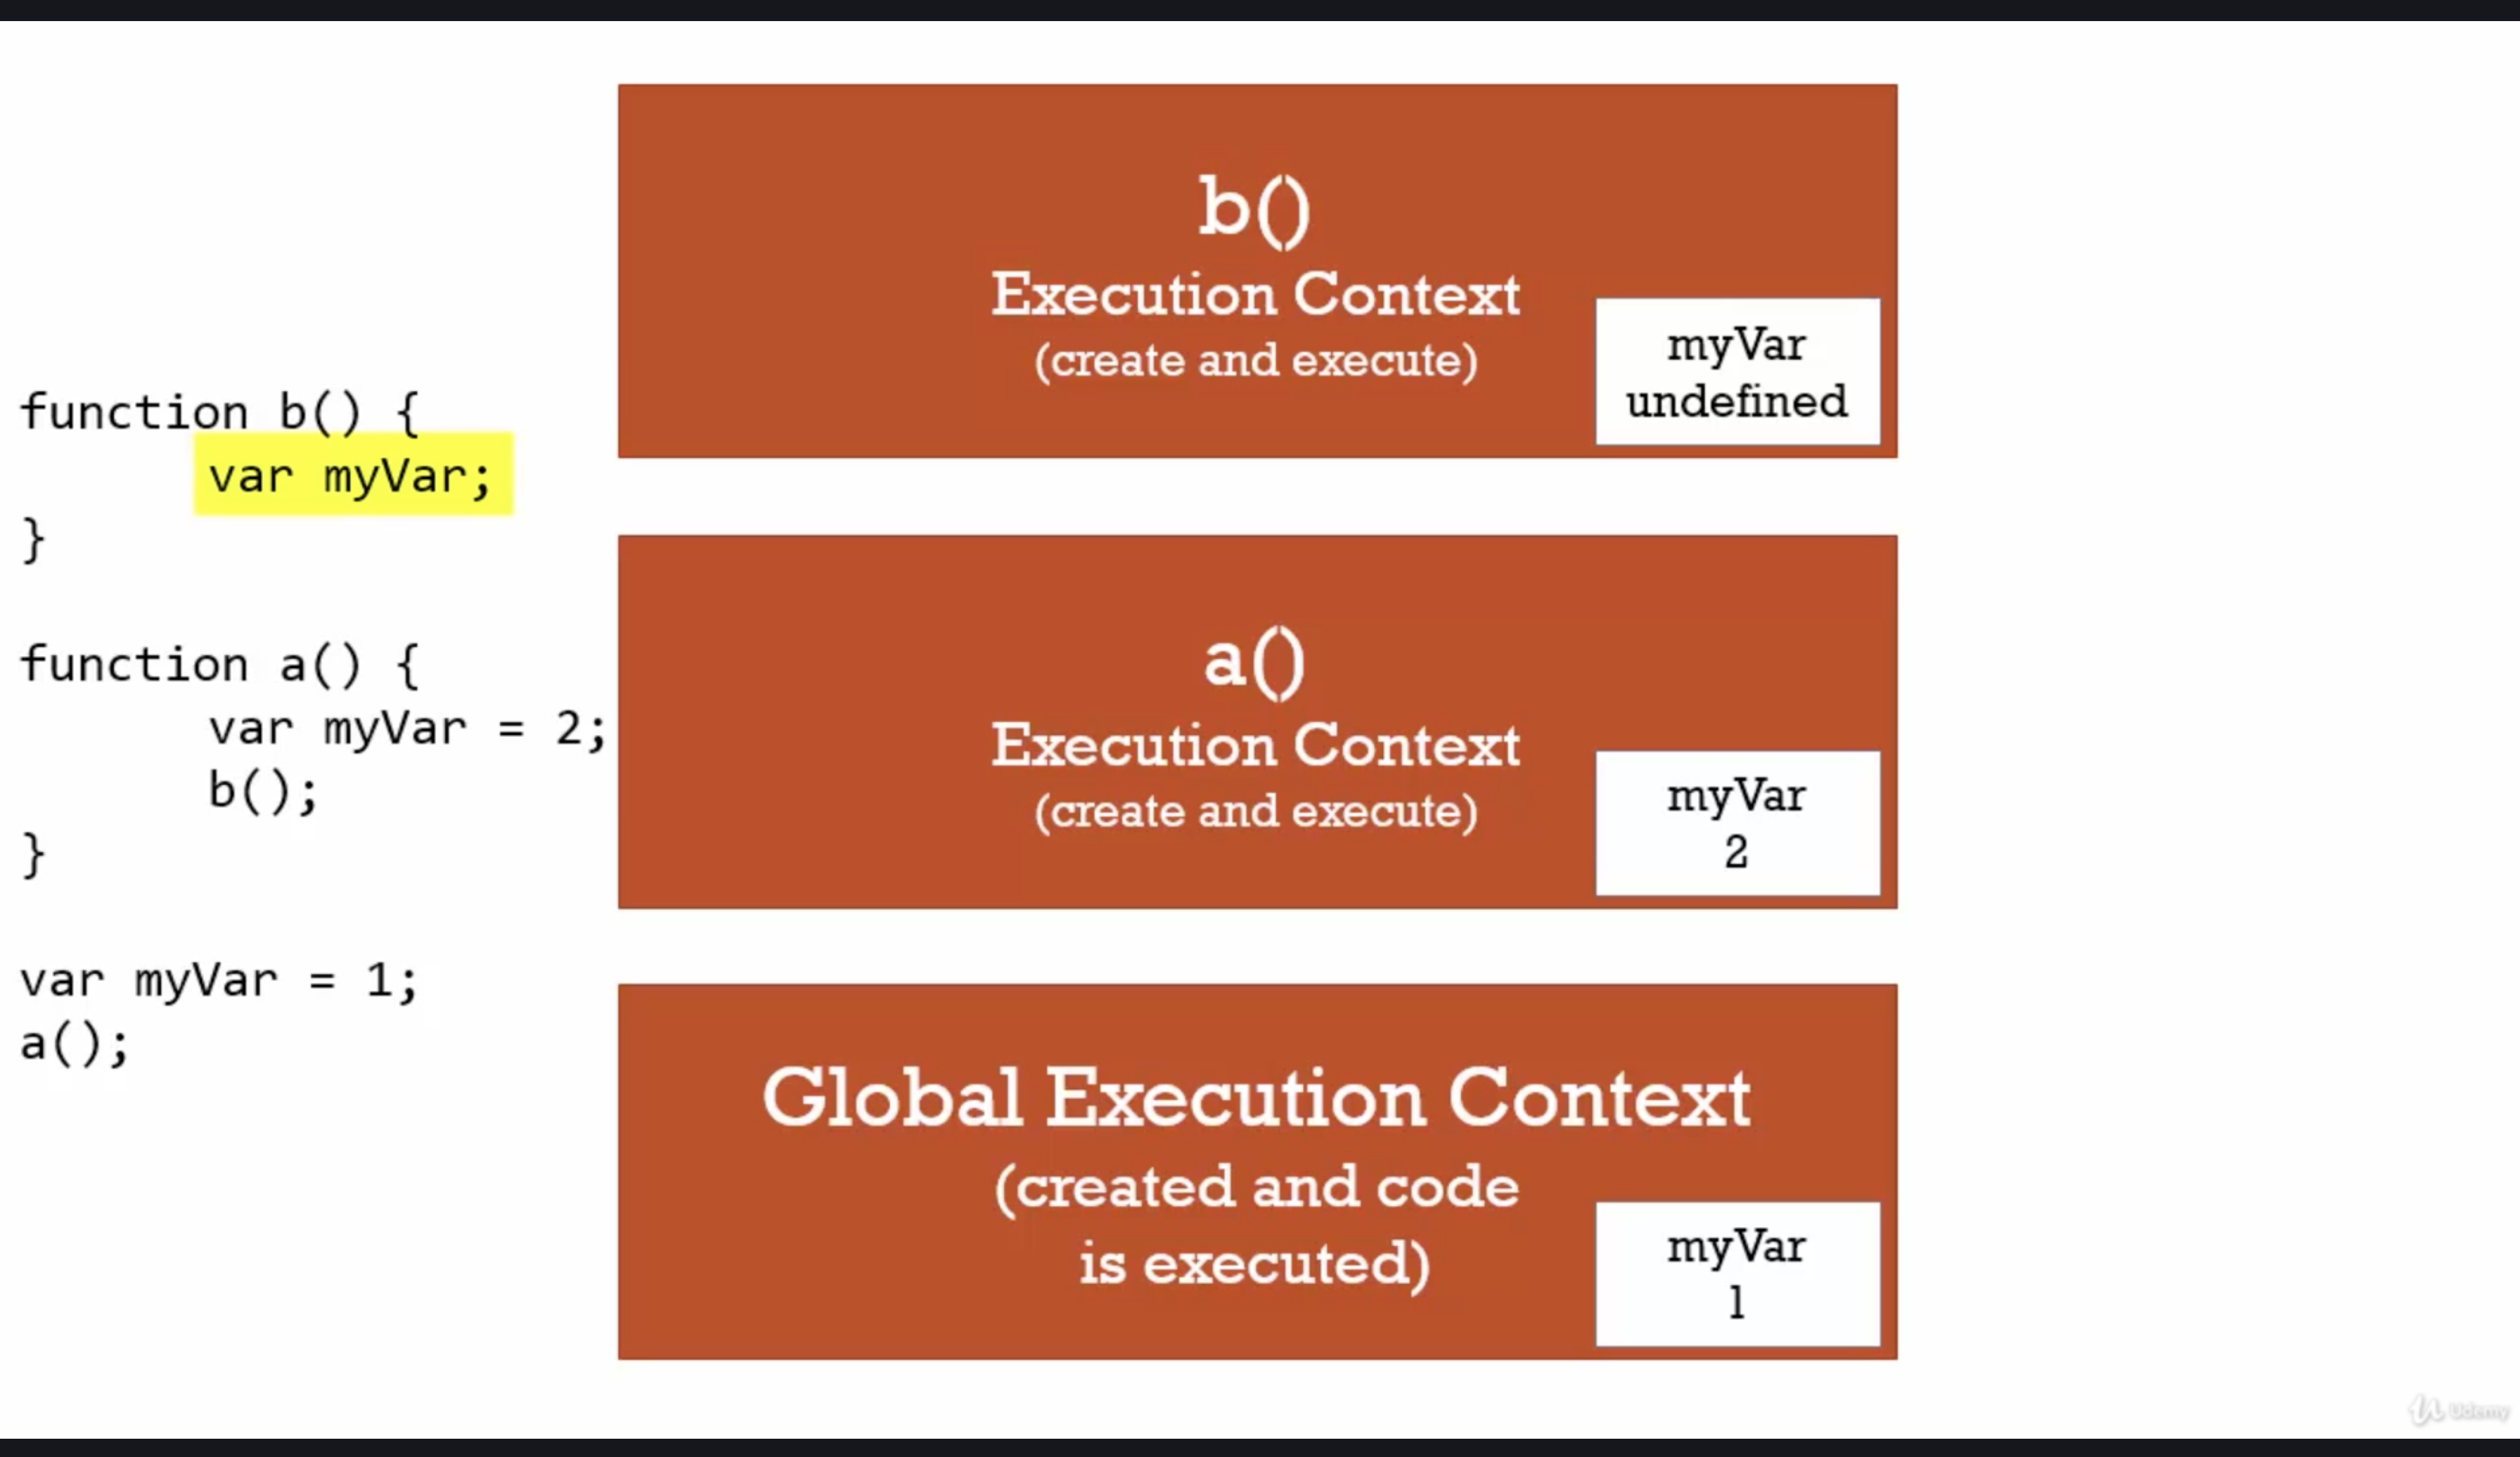 function b() {
var myVar;
}
function a() {
var myVar = 2;
b();
}
var myVar = 1;
a();
b()
Execution Context
(create and execute)
myVar
undefined
a()
Execution Context
(create and execute)
myVar
2
Global Execution Context
(created and code
is executed)
myVar
1
Udemy